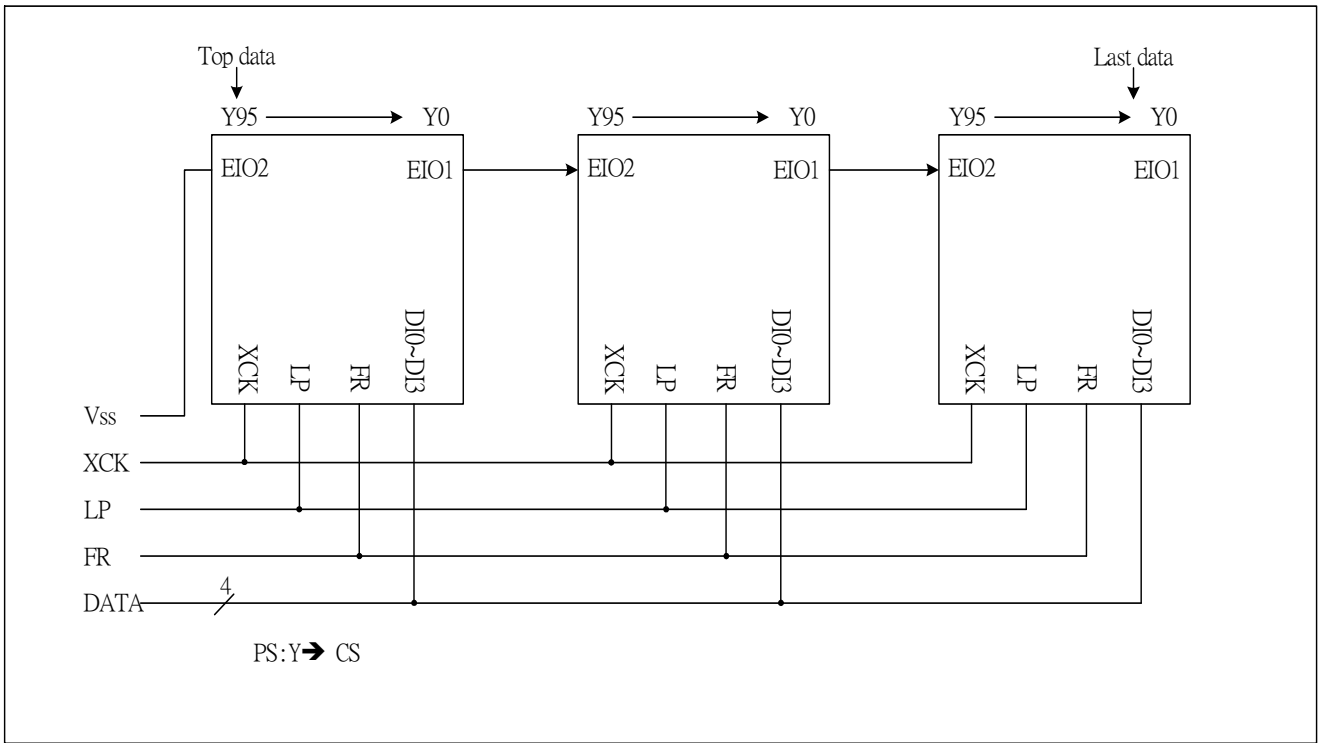 Top data
Last data
Y95 Y0 Y95 Y0 Y95 Y0
EIO2 EIO1 EIO2 EIO1 EIO2 EIO1
XCK LP FR DI0~DI3 XCK LP FR DI0~DI3 XCK LP FR DI0~DI3
Vss
XCK
LP
FR
DATA 4
PS:Y➔ CS